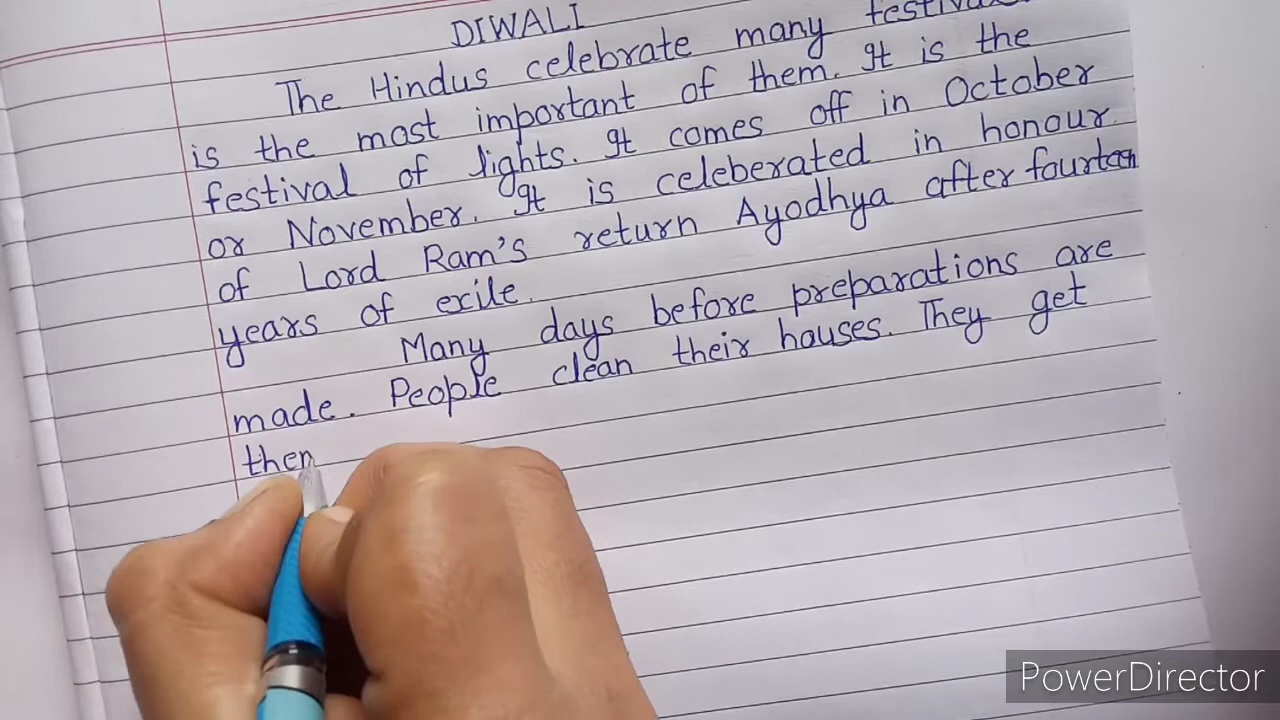 DIWALI
The Hindus celebrate many
is the most important of them. It is the
festival of lights. It comes off in October
or November. It is celeberated in honour
of Lord Ram's return Ayodhya after fourteen
years of exile.
Many days before preparations are
made. People clean their houses. They get
PowerDirector